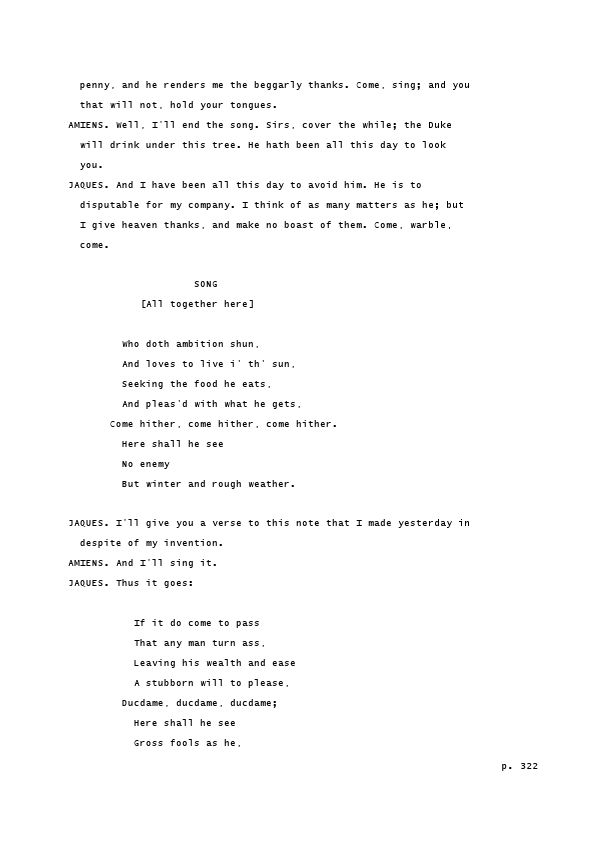 penny, and he renders me the beggarly thanks. Come, sing; and you
that will not, hold your tongues.
AMIENS. Well, I'll end the song. Sirs, cover the while; the Duke
will drink under this tree. He hath been all this day to look
you.
JAQUES. And I have been all this day to avoid him. He is to
disputable for my company. I think of as many matters as he; but
I give heaven thanks, and make no boast of them. Come, warble,
come.
SONG
[All together here]
Who doth ambition shun,
And loves to live i' th' sun,
Seeking the food he eats,
And pleas'd with what he gets,
Come hither, come hither, come hither.
Here shall he see
No enemy
But winter and rough weather.
JAQUES. I'll give you a verse to this note that I made yesterday in
despite of my invention.
AMIENS. And I'll sing it.
JAQUES. Thus it goes:
If it do come to pass
That any man turn ass,
Leaving his wealth and ease
A stubborn will to please,
Ducdame, ducdame, ducdame;
Here shall he see
Gross fools as he,
p. 322